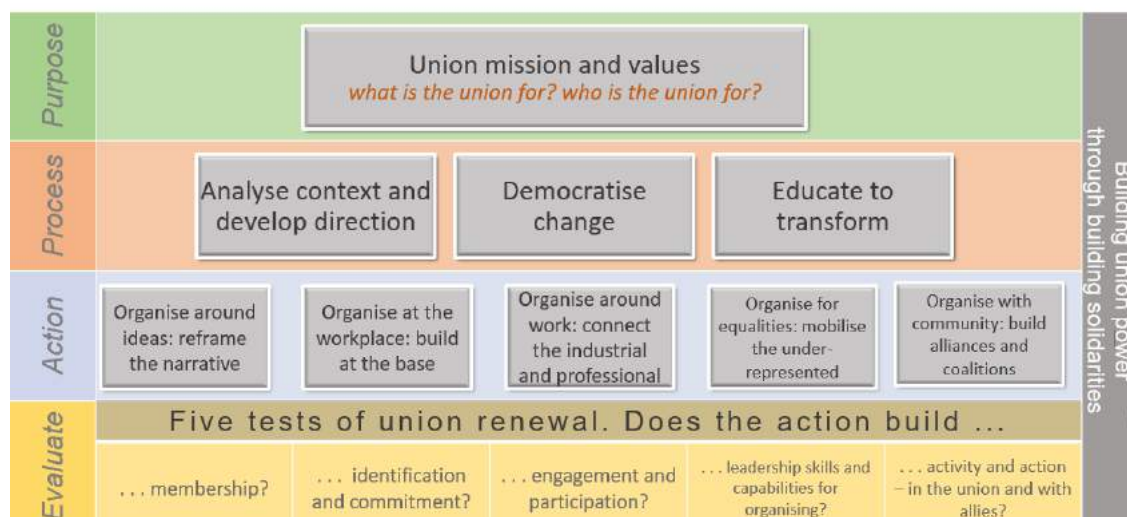 Purpose
Union mission and values
what is the union for? who is the union for?
Process
Analyse context and
develop direction
Democratise
change
Educate to
transform
Action
Organise around
ideas: reframe
the narrative
Organise at the
workplace: build
at the base
Organise around
work: connect
the industrial
and professional
Organise for
equalities: mobilise
the under-
represented
Organise with
community: build
alliances and
coalitions
Evaluate
Five tests of union renewal. Does the action build ...
... membership?
... identification
and commitment?
... engagement and
participation?
... leadership skills and
capabilities for
organising?
... activity and action
– in the union and with
allies?
Building union power
through building solidarities